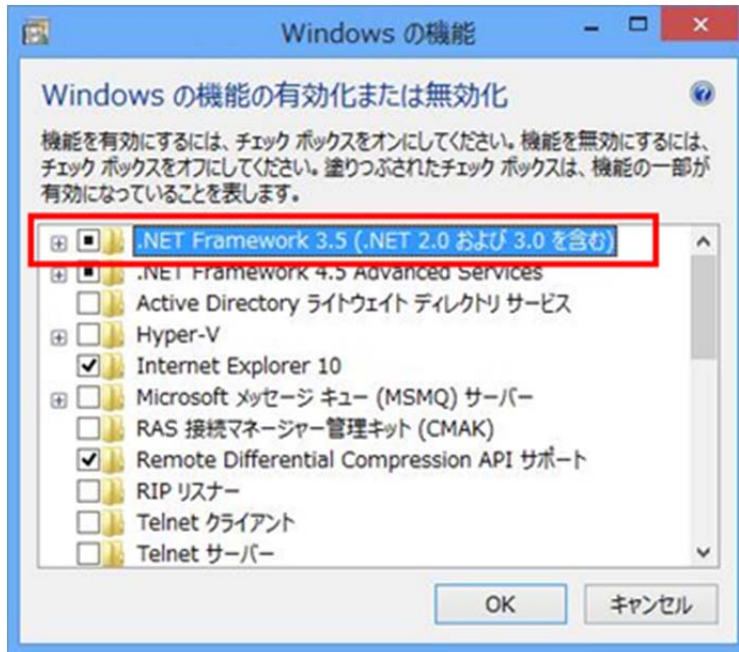 Windows の機能
Windows の機能の有効化または無効化
機能を有効にするには、チェック ボックスをオンにしてください。機能を無効にするには、
チェック ボックスをオフにしてください。塗りつぶされたチェック ボックスは、機能の一部が
有効になっていることを表します。
.NET Framework 3.5 (.NET 2.0 および 3.0 を含む)
.NET Framework 4.5 Advanced Services
Active Directory ライトウェイト ディレクトリ サービス
Hyper-V
Internet Explorer 10
Microsoft メッセージ キュー (MSMQ) サーバー
RAS 接続マネージャー管理キット (CMAK)
Remote Differential Compression API サポート
RIP リスナー
Telnet クライアント
Telnet サーバー
OK
キャンセル